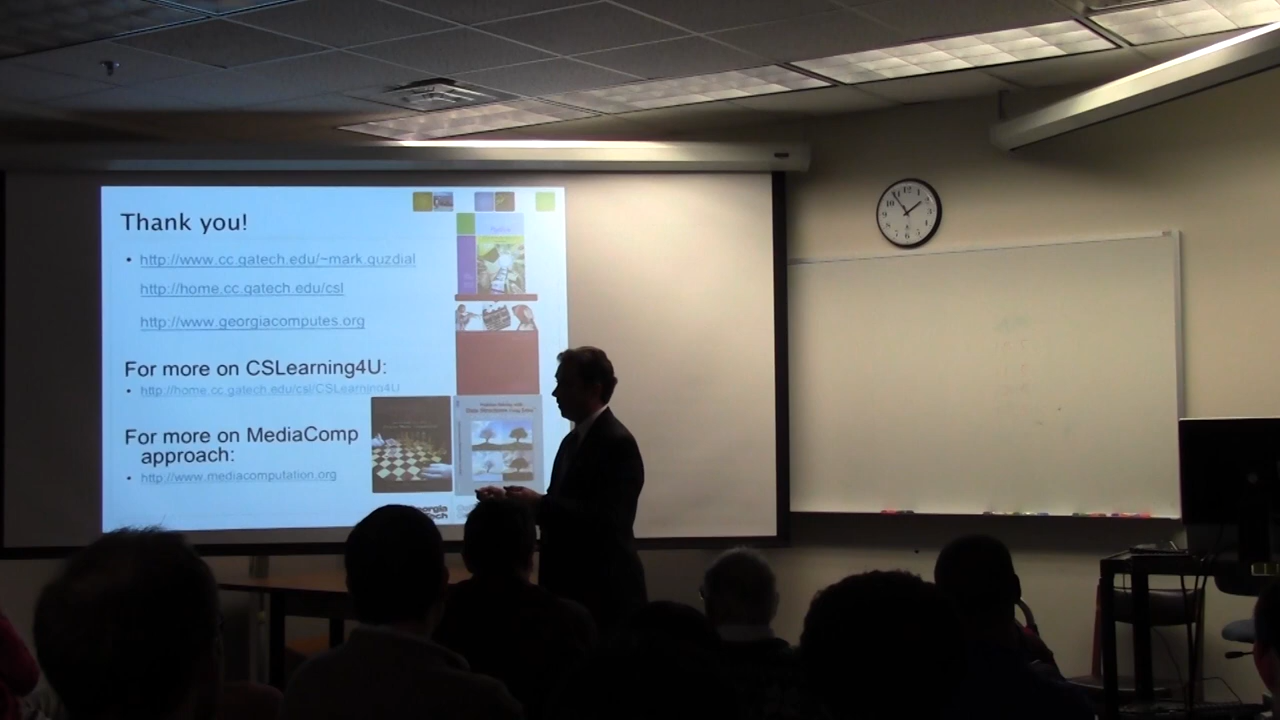 Thank you!
• http://www.cc.gatech.edu/~mark.guzdial
http://home.cc.gatech.edu/csl
http://www.georgiacomputes.org
For more on CSLearning4U:
• http://home.cc.gatech.edu/csl/CSLearning4U
For more on MediaComp
approach:
• http://www.mediacomputation.org